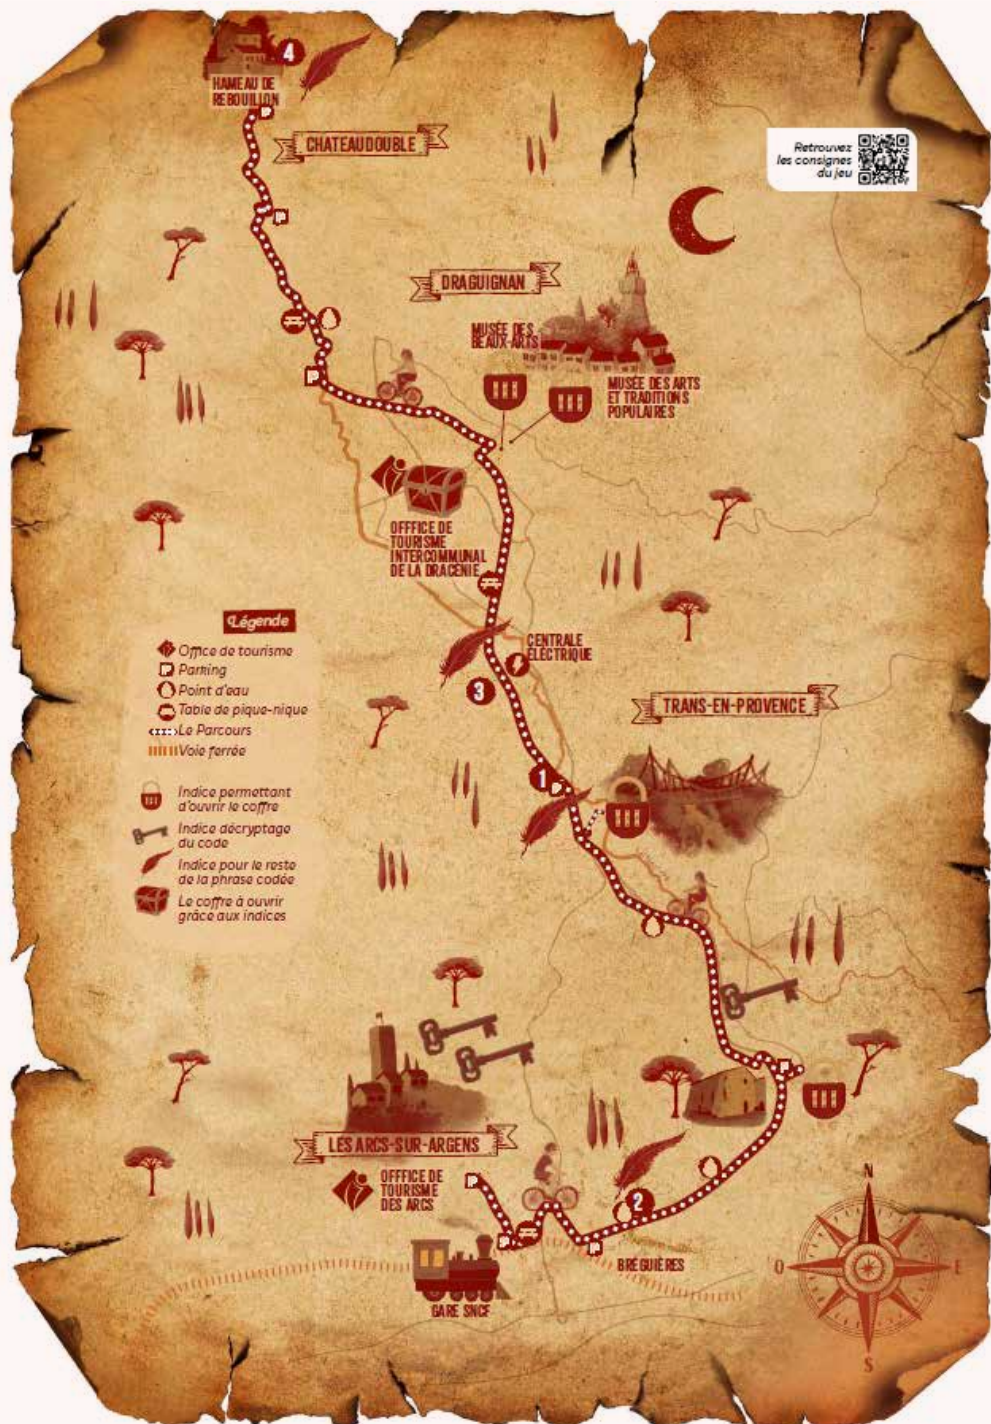 4
HAMEAU DE
REBOUILLON
P
CHATEAUDOUBLE
Retrouvez
les consignes
du jeu
P
DRAGUIGNAN
MUSÉE DES
BEAUX-ARTS
P
MUSÉE DES ARTS
ET TRADITIONS
POPULAIRES
OFFFICE DE
TOURISME
INTERCOMMUNAL
DE LA DRACENIE
Légende
Office de tourisme
P Parking
Point d'eau
Table de pique-nique
Le Parcours
Voie ferrée
Indice permettant
d'ouvrir le coffre
Indice décryptage
du code
Indice pour le reste
de la phrase codée
Le coffre à ouvrir
grâce aux indices
CENTRALE
ÉLECTRIQUE
3
TRANS-EN-PROVENCE
1
P
P
LES ARCS-SUR-ARGENS
OFFFICE DE
TOURISME
DES ARCS
P
2
P
P
BRÉGUIÈRES
GARE SNCF
N
O
E
S